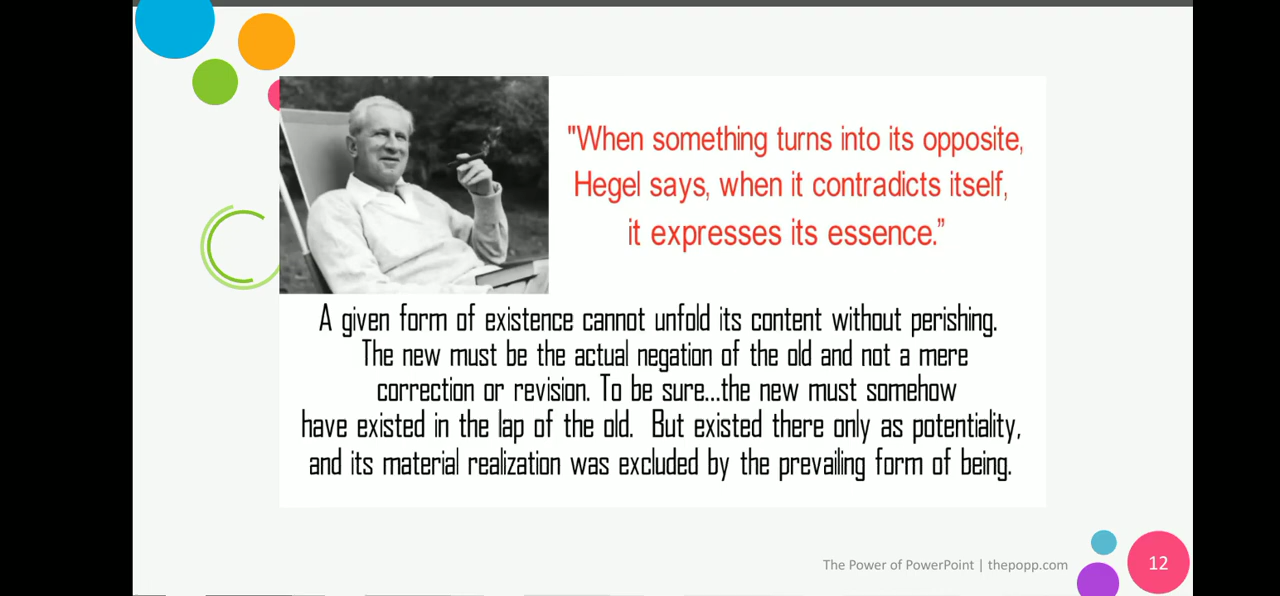 "When something turns into its opposite,
Hegel says, when it contradicts itself,
it expresses its essence.”
A given form of existence cannot unfold its content without perishing.
The new must be the actual negation of the old and not a mere
correction or revision. To be sure...the new must somehow
have existed in the lap of the old.  But existed there only as potentiality,
and its material realization was excluded by the prevailing form of being.
The Power of PowerPoint | thepopp.com
12